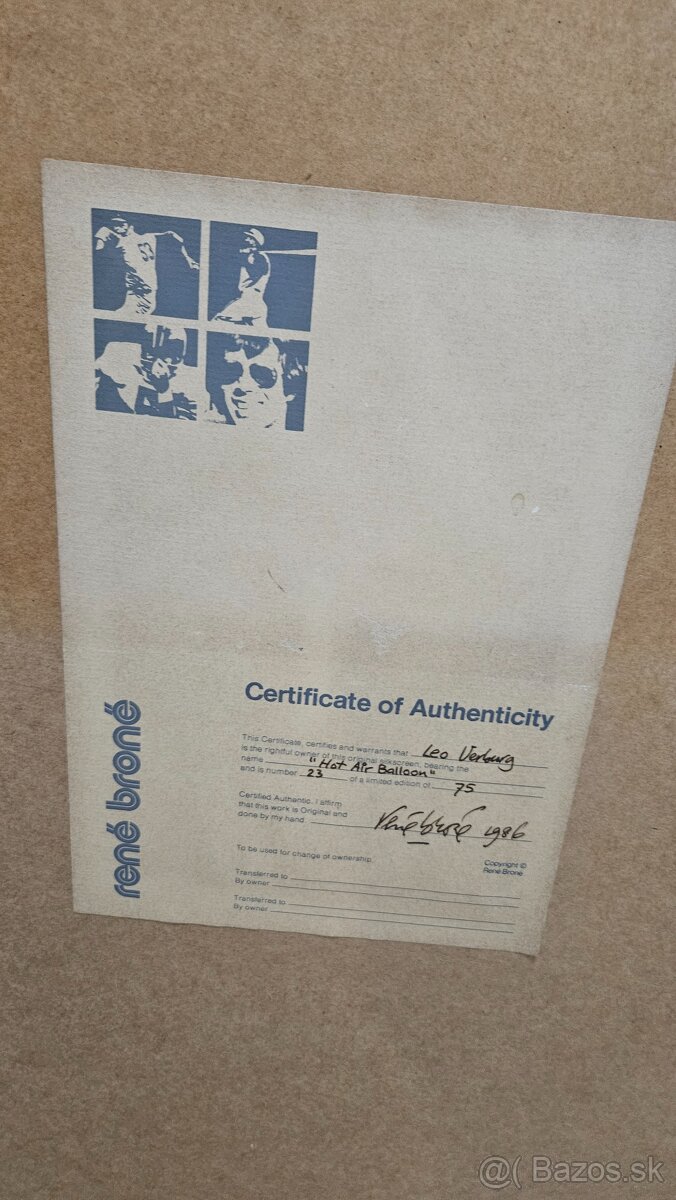 33
Certificate of Authenticity
This Certificate, certifies and warrants that Leo Verburg
is the rightful owner of this original silkscreen, bearing the
name "Hot Air Balloon"
and is number 23 of a limited edition of 75
Certified Authentic. I affirm
that this work is Original and
done by my hand. René Broné 1986
To be used for change of ownership.
Copyright ©
René Broné
Transferred to
By owner
Transferred to
By owner
rené broné
@( Bazos.sk